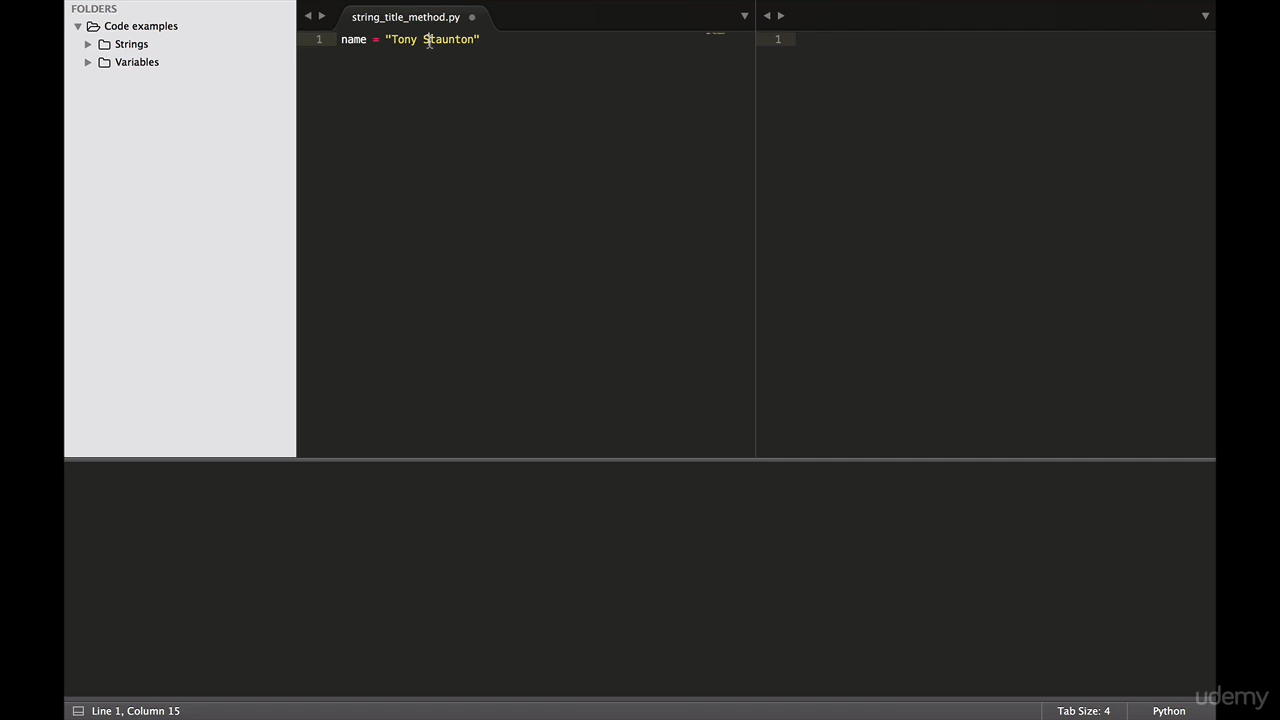 FOLDERS
Code examples
Strings
Variables
string_title_method.py
1 name = "Tony Staunton"
1
Line 1, Column 15
Tab Size: 4
Python
udemy